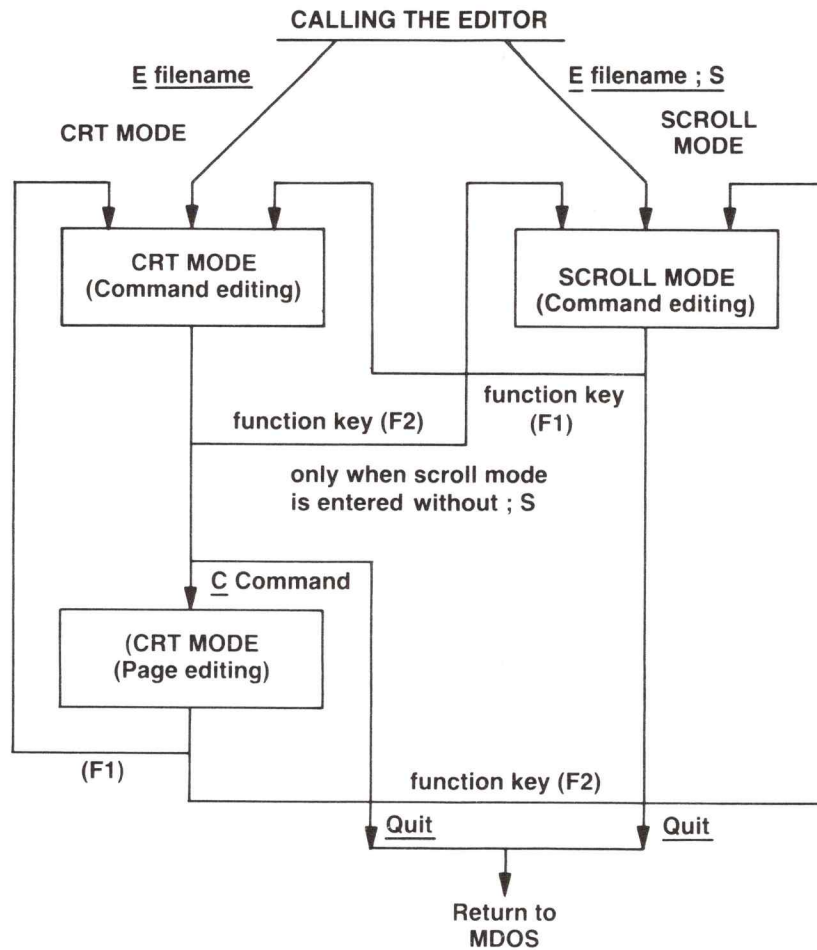 CALLING THE EDITOR
E filename
E filename ; S
CRT MODE
SCROLL
MODE
CRT MODE
(Command editing)
SCROLL MODE
(Command editing)
function key (F2)
function key
(F1)
only when scroll mode
is entered without ; S
C Command
(CRT MODE
(Page editing)
(F1)
function key (F2)
Quit
Quit
Return to
MDOS